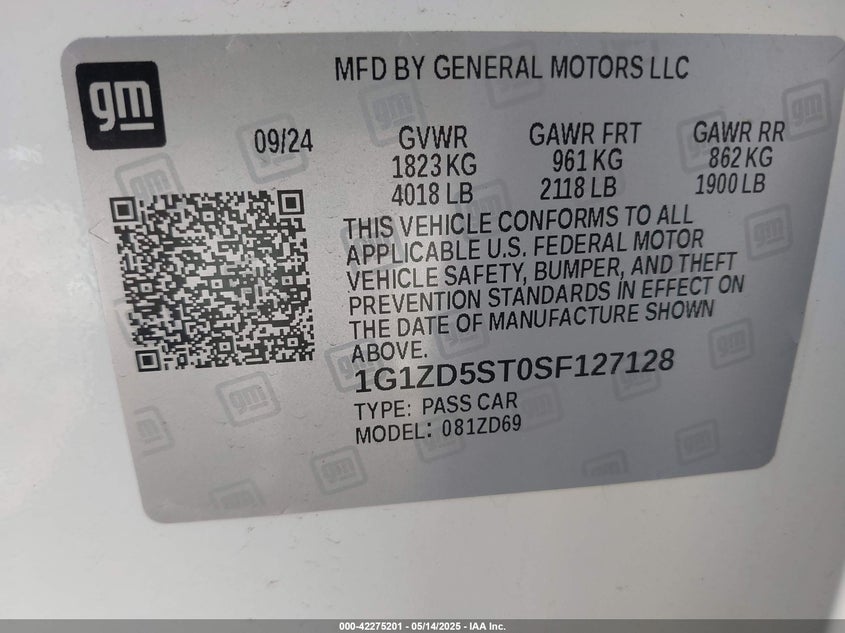 gm
MFD BY GENERAL MOTORS LLC
09/24
GVWR
1823 KG
4018 LB
GAWR FRT
961 KG
2118 LB
GAWR RR
862 KG
1900 LB
THIS VEHICLE CONFORMS TO ALL
APPLICABLE U.S. FEDERAL MOTOR
VEHICLE SAFETY, BUMPER, AND THEFT
PREVENTION STANDARDS IN EFFECT ON
THE DATE OF MANUFACTURE SHOWN
ABOVE.
1G1ZD5ST0SF127128
TYPE: PASS CAR
MODEL: 081ZD69
000-42275201 - 05/14/2025 - IAA Inc.